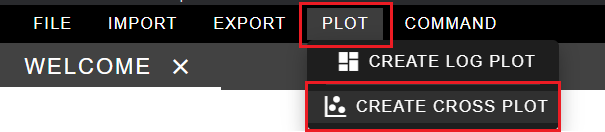 FILE IMPORT EXPORT PLOT COMMAND
WELCOME ×
CREATE LOG PLOT
CREATE CROSS PLOT